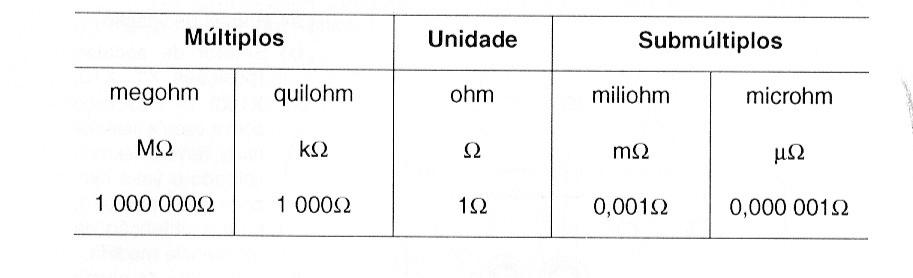 Múltiplos Unidade Submúltiplos
megohm quilohm ohm miliohm microhm
MΩ kΩ Ω mΩ µΩ
1 000 000Ω 1 000Ω 1Ω 0,001Ω 0,000 001Ω